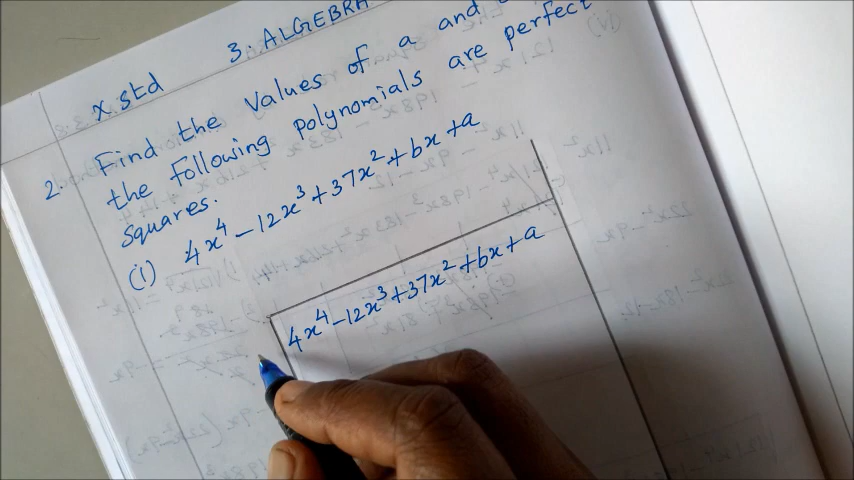 x.std 3. ALGEBRA
2. Find the values of a and
the following polynomials are perfect
squares.
(i) 4x⁴ − 12x³ + 37x² + bx + a
4x⁴ − 12x³ + 37x² + bx + a